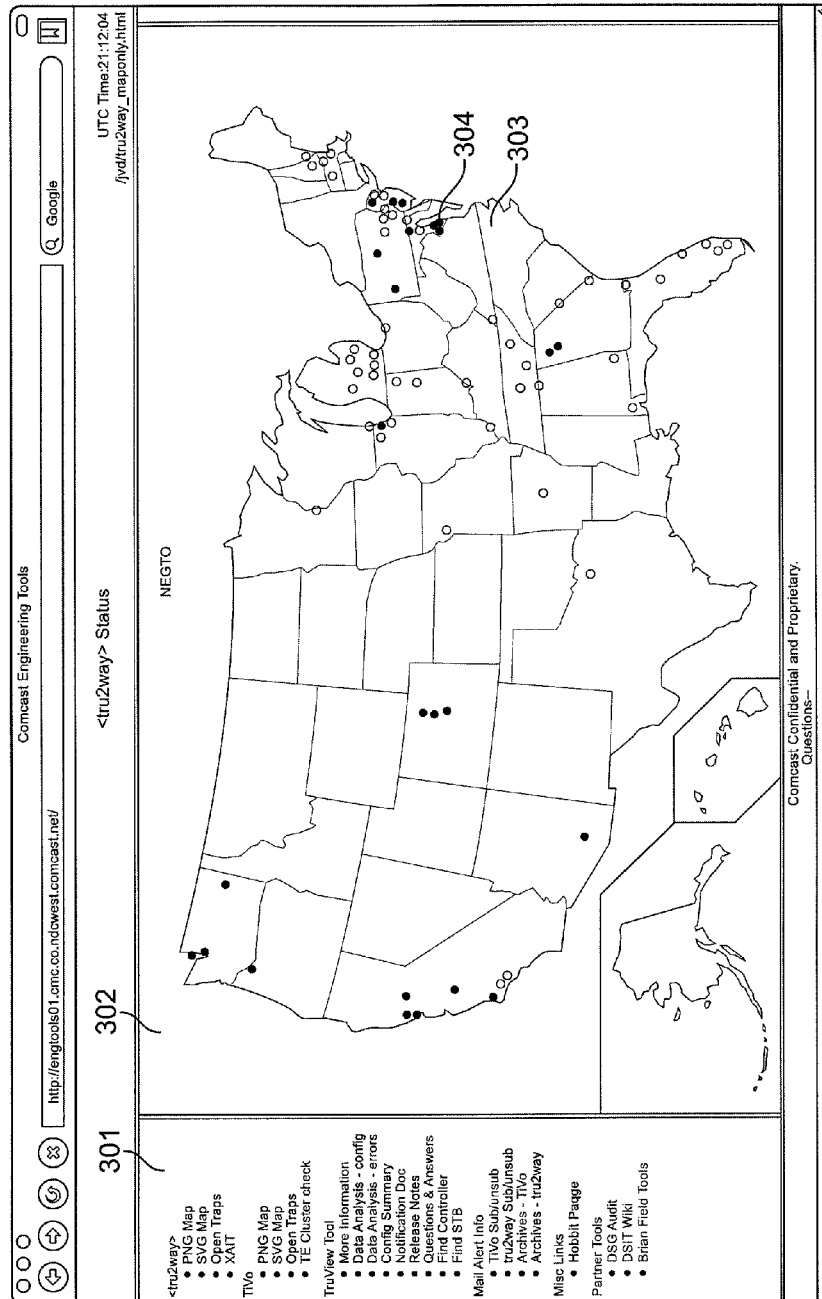 Comcast Engineering Tools
http://engtools01.cmc.co.ndcwest.comcast.net/
Google
UTC Time:21:12:04
<tru2way> Status
/jvd/tru2way_maponly.html
301
302
<tru2way>
• PNG Map
• SVG Map
• Open Traps
• XAIT
TiVo
• PNG Map
• SVG Map
• Open Traps
• TE Cluster check
TruView Tool
• More Information
• Data Analysis - config
• Data Analysis - errors
• Config Summary
• Notification Doc
• Release Notes
• Questions & Answers
• Find Controller
• Find STB
Mail Alert Info
• TiVo Sub/unsub
• tru2way Sub/unsub
• Archives - TiVo
• Archives - tru2way
Misc Links
• Hobbit Paqge
Partner Tools
• DSG Audit
• DSIT Wiki
• Brian Field Tools
NEGTO
304
303
Comcast Confidential and Proprietary.
Questions--